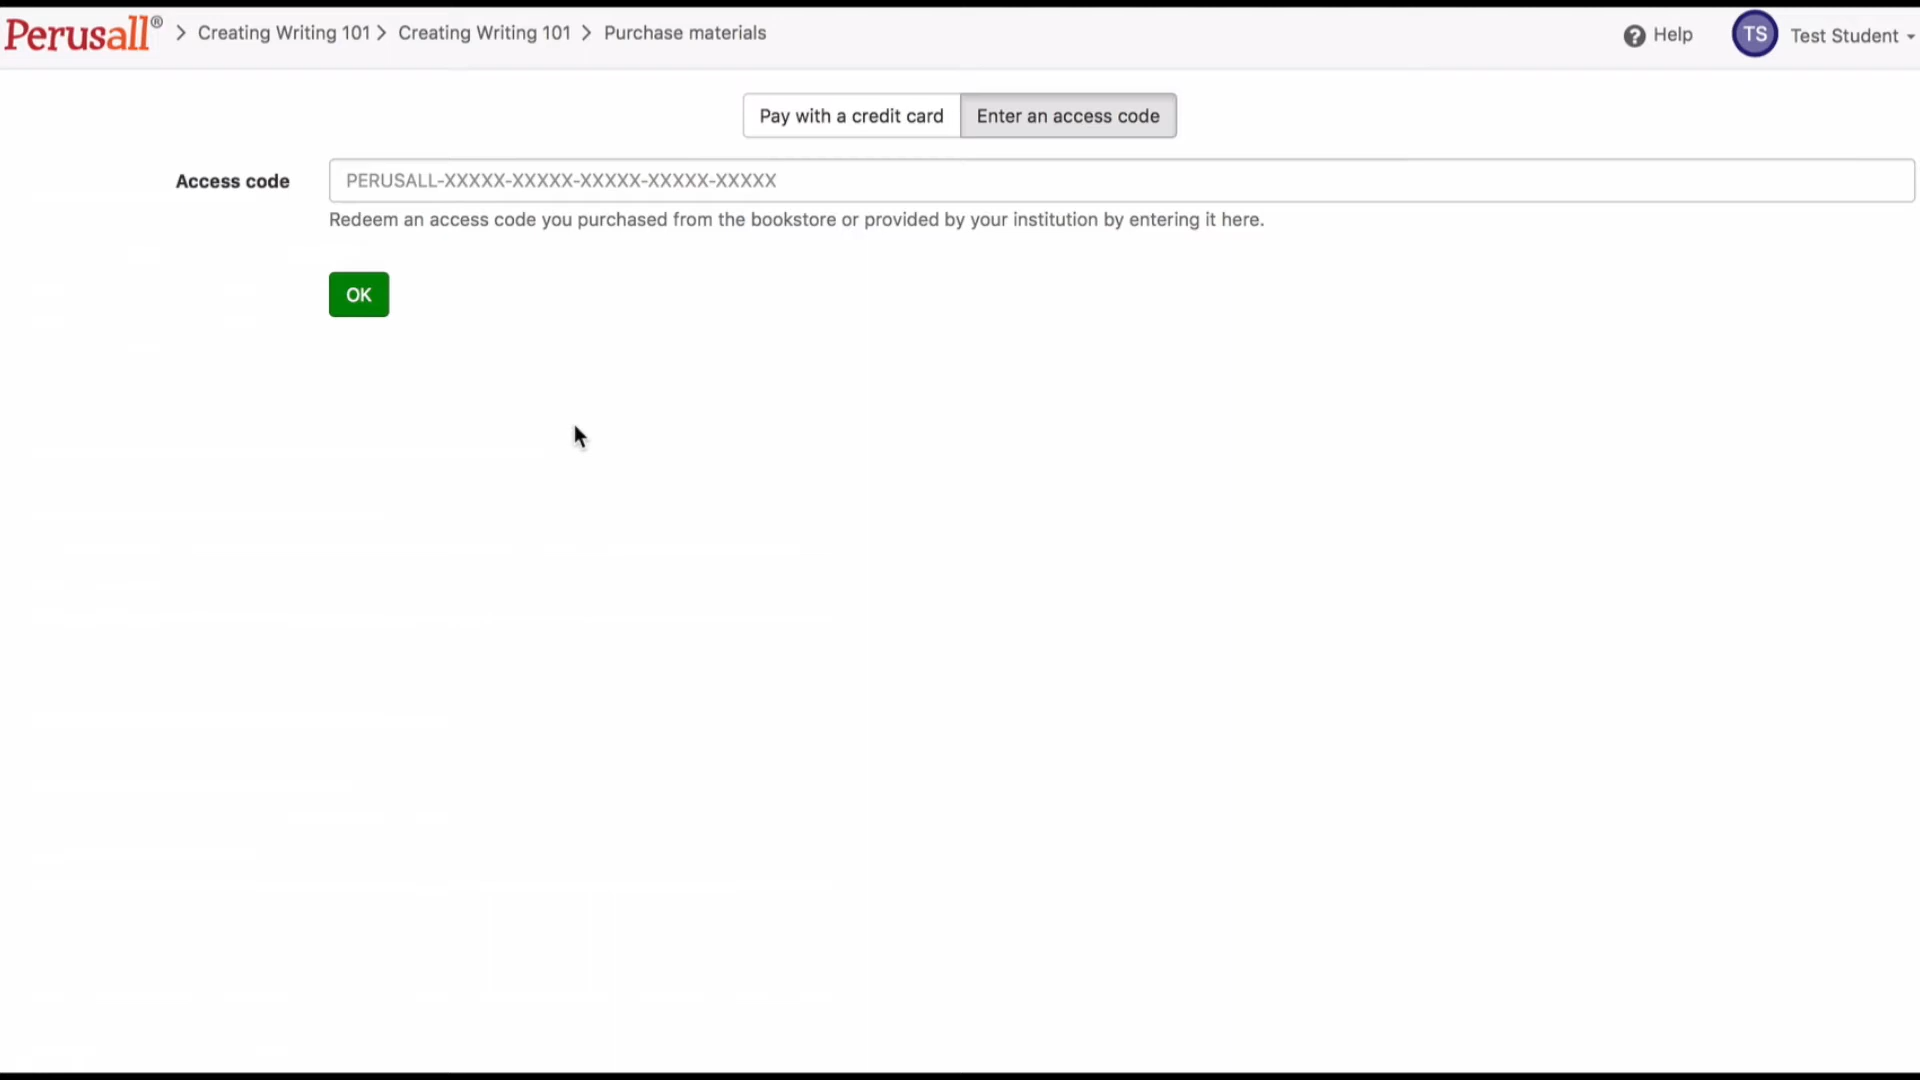 Perusall® > Creating Writing 101 > Creating Writing 101 > Purchase materials
? Help TS Test Student
Pay with a credit card Enter an access code
Access code PERUSALL-XXXXX-XXXXX-XXXXX-XXXXX-XXXXX
Redeem an access code you purchased from the bookstore or provided by your institution by entering it here.
OK